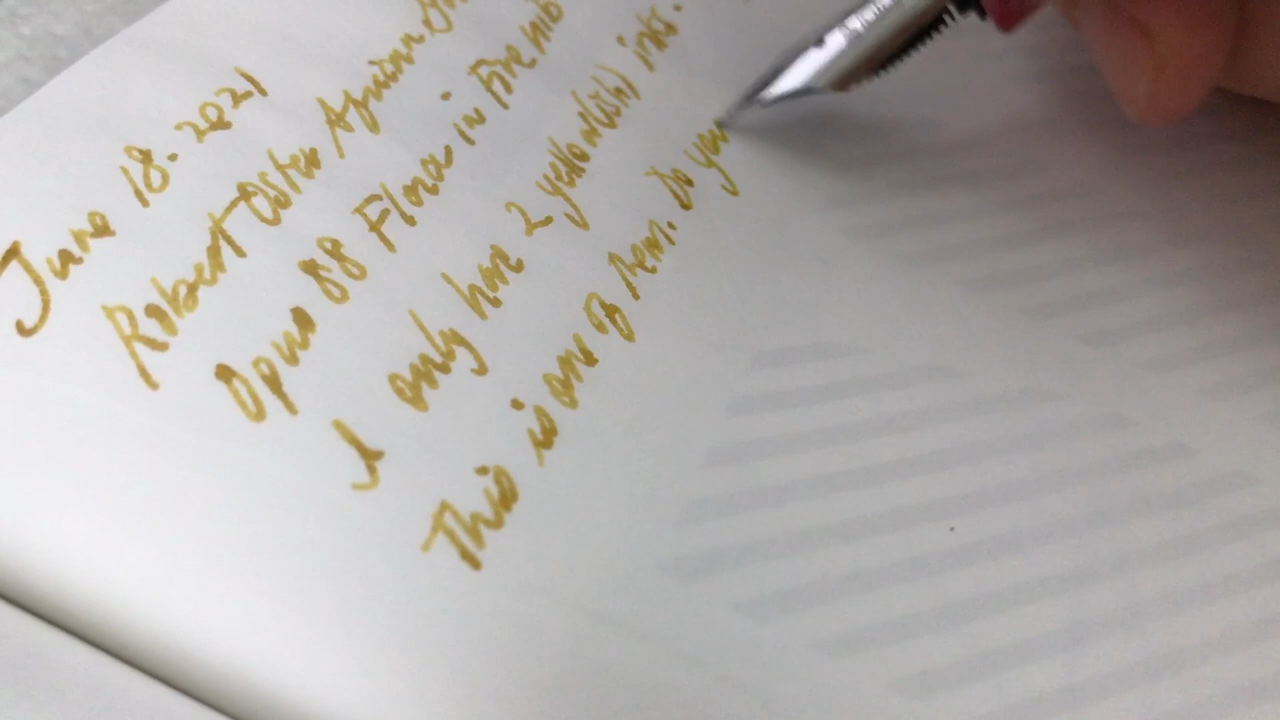 June 18. 2021
Robert Oster
Opus 88 Flora in Fine nib
I only have 2 yellow(ish) inks.
This is one of them. Do you